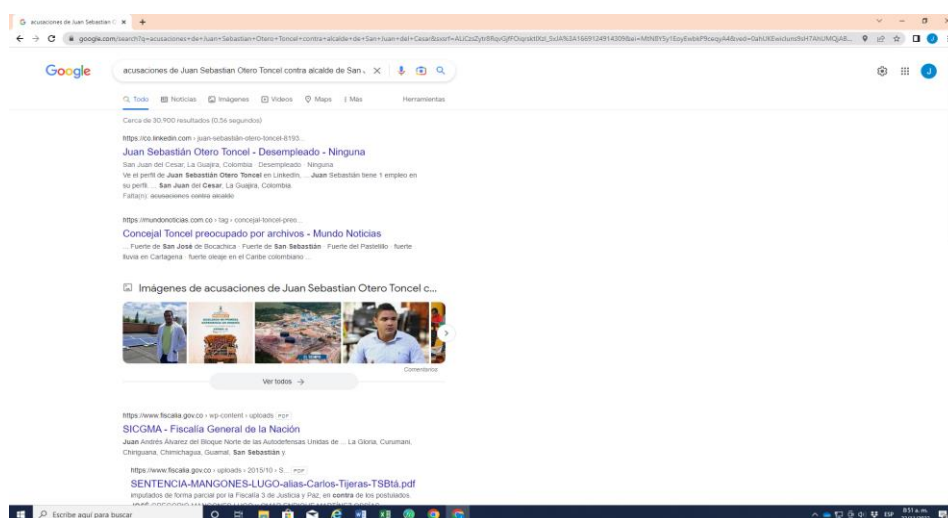 acusaciones de Juan Sebastian C
google.com/search?q=acusaciones+de+Juan+Sebastian+Otero+Toncel+contra+alcalde+de+San+Juan+del+Cesar
Google
acusaciones de Juan Sebastian Otero Toncel contra alcalde de San
Todo Noticias Imágenes Videos Maps Más Herramientas
Cerca de 30.900 resultados (0,56 segundos)
https://co.linkedin.com › juan-sebastián-otero-toncel-8193...
Juan Sebastián Otero Toncel - Desempleado - Ninguna
San Juan del Cesar, La Guajira, Colombia · Desempleado · Ninguna
Ve el perfil de Juan Sebastián Otero Toncel en LinkedIn, ... Juan Sebastián tiene 1 empleo en
su perfil. ... San Juan del Cesar, La Guajira, Colombia
Falta(n): acusaciones contra alcalde
https://mundonoticias.com.co › tag › concejal-toncel-preo...
Concejal Toncel preocupado por archivos - Mundo Noticias
... Fuerte de San José de Bocachica · Fuerte de San Sebastián · Fuerte del Pastelillo · fuerte
lluvia en Cartagena · fuerte oleaje en el Caribe colombiano ...
Imágenes de acusaciones de Juan Sebastian Otero Toncel c...
EL TIEMPO
Comentarios
Ver todos
https://www.fiscalia.gov.co › wp-content › uploads PDF
SICGMA - Fiscalía General de la Nación
Juan Andrés Álvarez del Bloque Norte de las Autodefensas Unidas de ... La Gloria, Curumani,
Chiriguana, Chimichagua, Guamal, San Sebastián y
https://www.fiscalia.gov.co › uploads › 2015/10 › S... PDF
SENTENCIA-MANGONES-LUGO-alias-Carlos-Tijeras-TSBta.pdf
imputados de forma parcial por la Fiscalía 3 de Justicia y Paz, en contra de los postulados
Escribe aquí para buscar
ESP
8:51 a. m.